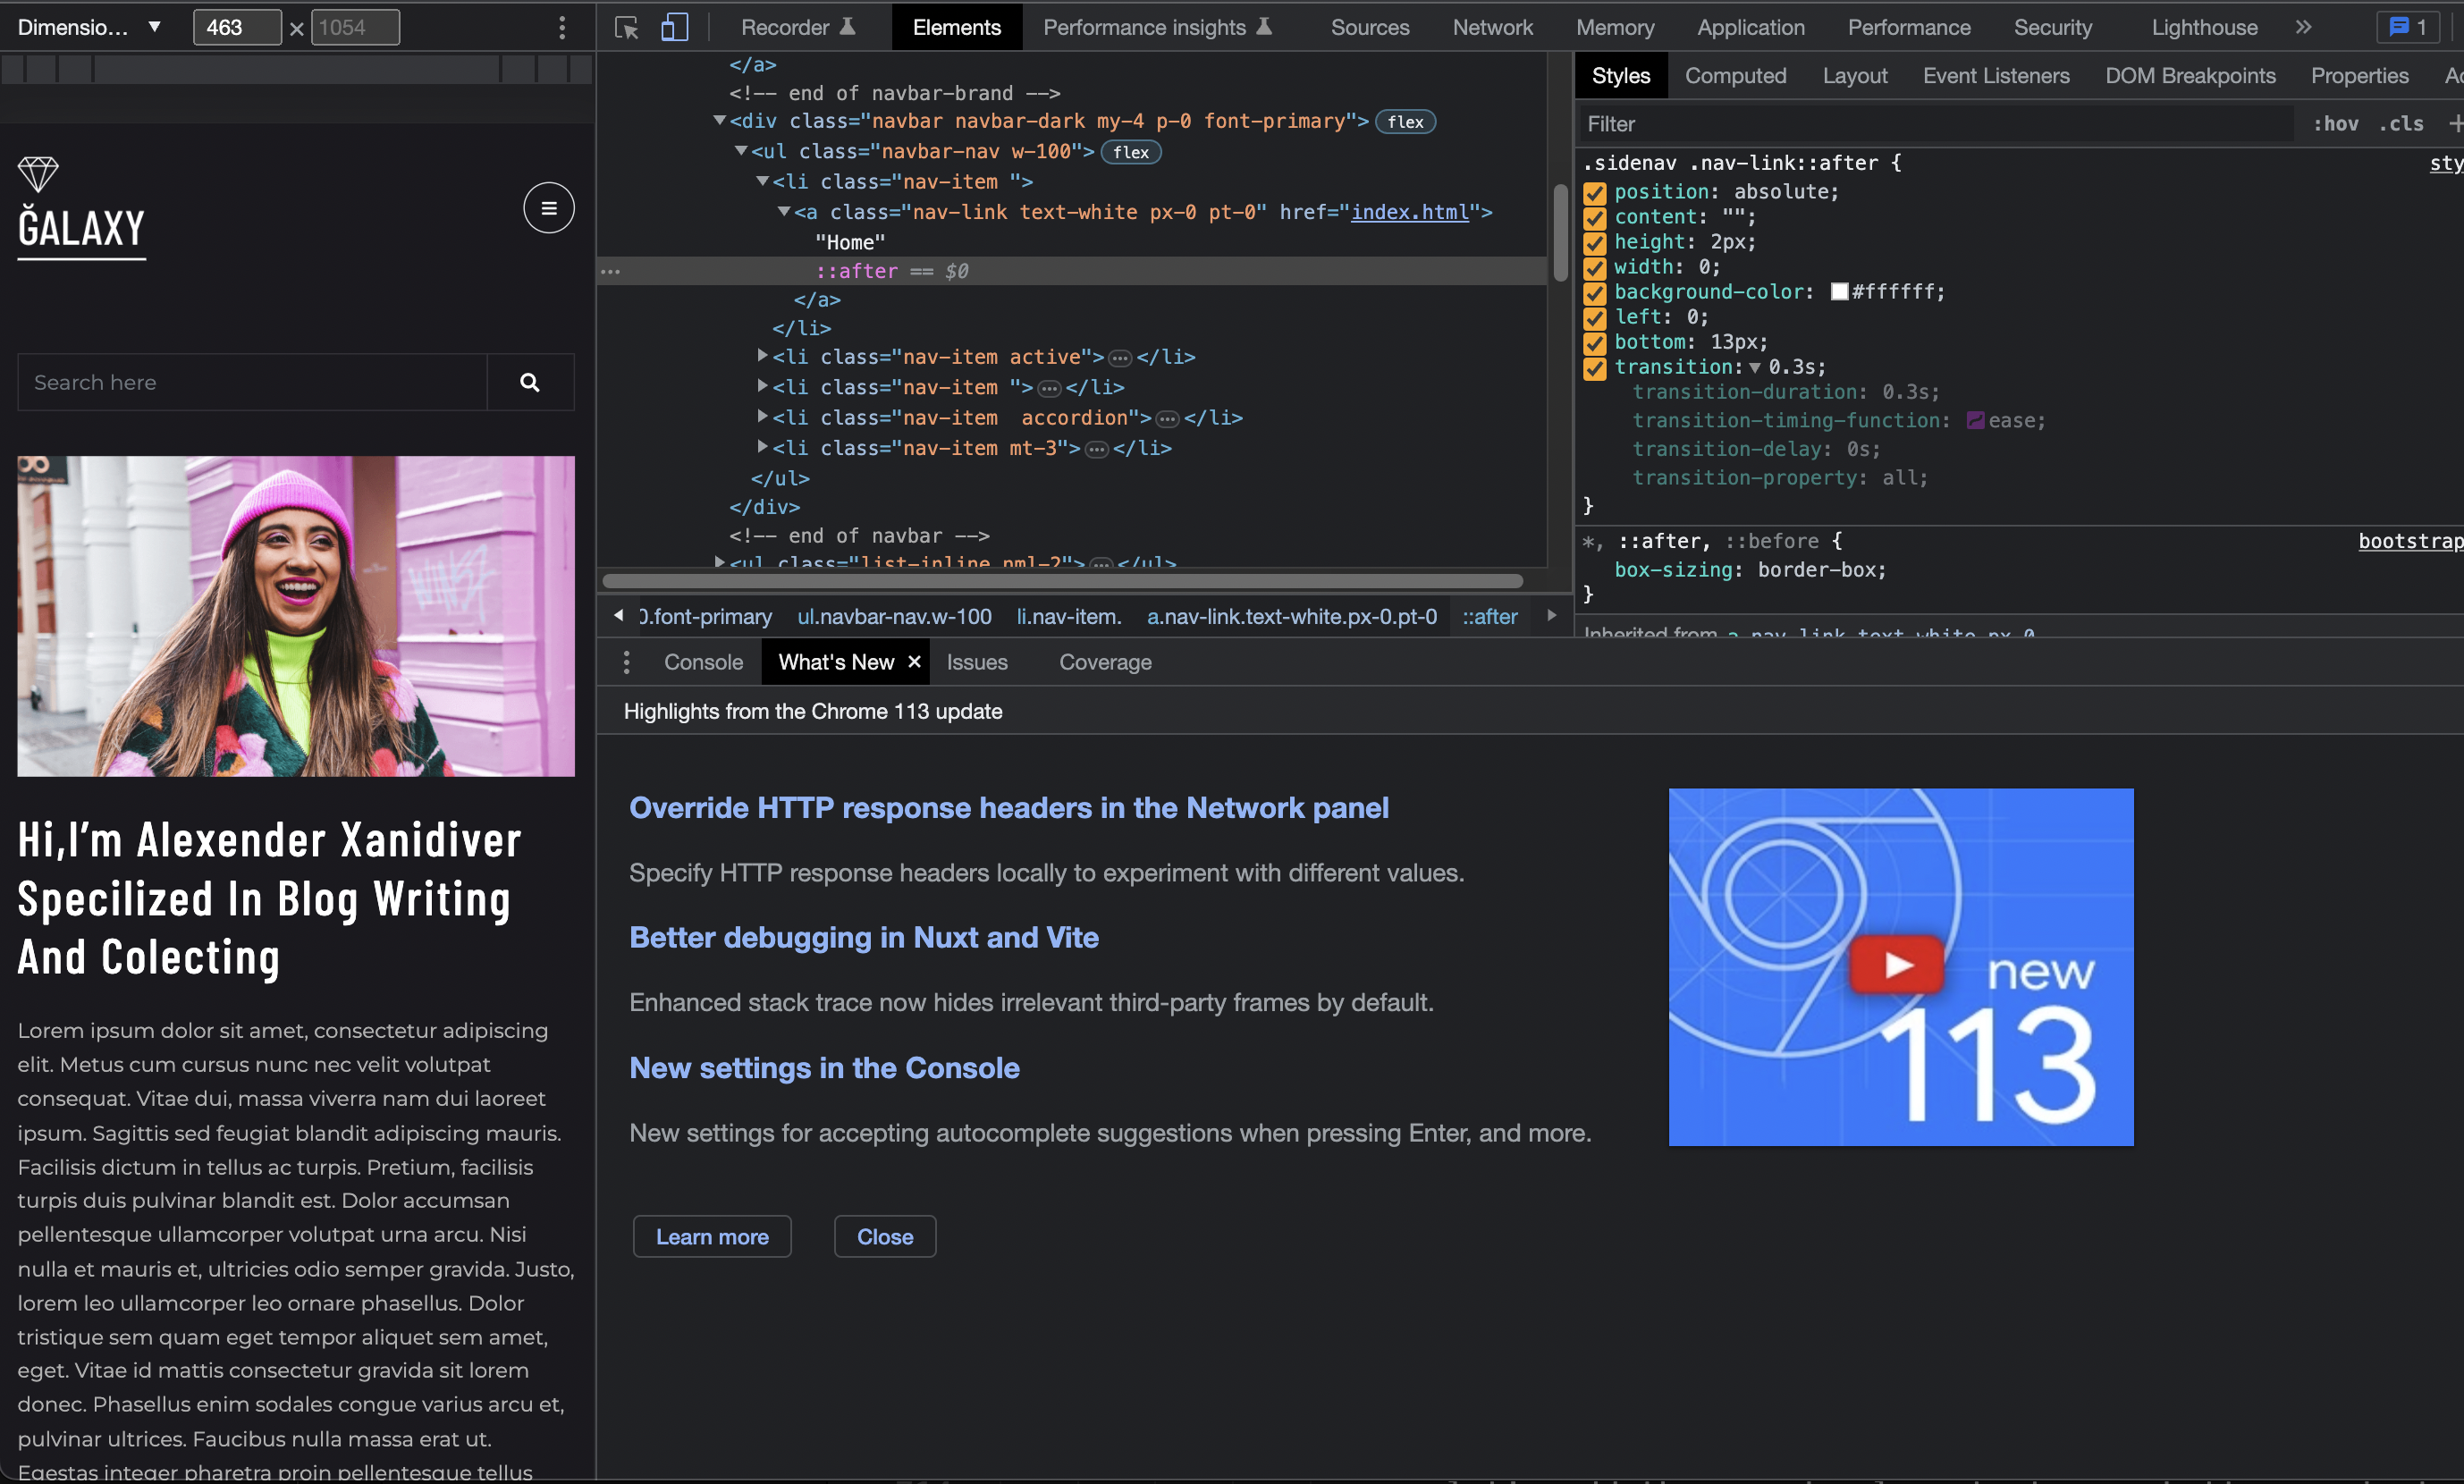 Dimensio... ▼ 463 × 1054
ĞALAXY
Search here
Hi,I’m Alexender Xanidiver
Specilized In Blog Writing
And Colecting
Lorem ipsum dolor sit amet, consectetur adipiscing
elit. Metus cum cursus nunc nec velit volutpat
consequat. Vitae dui, massa viverra nam dui laoreet
ipsum. Sagittis sed feugiat blandit adipiscing mauris.
Facilisis dictum in tellus ac turpis. Pretium, facilisis
turpis duis pulvinar blandit est. Dolor accumsan
pellentesque ullamcorper volutpat urna arcu. Nisi
nulla et mauris et, ultricies odio semper gravida. Justo,
lorem leo ullamcorper leo ornare phasellus. Dolor
tristique sem quam eget tempor aliquet sem amet,
eget. Vitae id mattis consectetur gravida sit lorem
donec. Phasellus enim sodales congue varius arcu et,
pulvinar ultrices. Faucibus nulla massa erat ut.
Egestas integer pharetra proin pellentesque tellus
Recorder Elements Performance insights Sources Network Memory Application Performance Security Lighthouse » 1
</a>
<!-- end of navbar-brand -->
<div class="navbar navbar-dark my-4 p-0 font-primary"> flex
<ul class="navbar-nav w-100"> flex
<li class="nav-item ">
<a class="nav-link text-white px-0 pt-0" href="index.html">
"Home"
::after == $0
</a>
</li>
<li class="nav-item active">…</li>
<li class="nav-item ">…</li>
<li class="nav-item  accordion">…</li>
<li class="nav-item mt-3">…</li>
</ul>
</div>
<!-- end of navbar -->
<ul class="list-inline nml-2">…</ul>
0.font-primary ul.navbar-nav.w-100 li.nav-item. a.nav-link.text-white.px-0.pt-0 ::after
Styles Computed Layout Event Listeners DOM Breakpoints Properties Ac
Filter :hov .cls +
.sidenav .nav-link::after { sty
position: absolute;
content: "";
height: 2px;
width: 0;
background-color: #ffffff;
left: 0;
bottom: 13px;
transition: 0.3s;
transition-duration: 0.3s;
transition-timing-function: ease;
transition-delay: 0s;
transition-property: all;
}
*, ::after, ::before { bootstrap
box-sizing: border-box;
}
Inherited from a.nav-link.text-white.px-0
Console What's New × Issues Coverage
Highlights from the Chrome 113 update
Override HTTP response headers in the Network panel
Specify HTTP response headers locally to experiment with different values.
Better debugging in Nuxt and Vite
Enhanced stack trace now hides irrelevant third-party frames by default.
New settings in the Console
New settings for accepting autocomplete suggestions when pressing Enter, and more.
Learn more Close
new
113